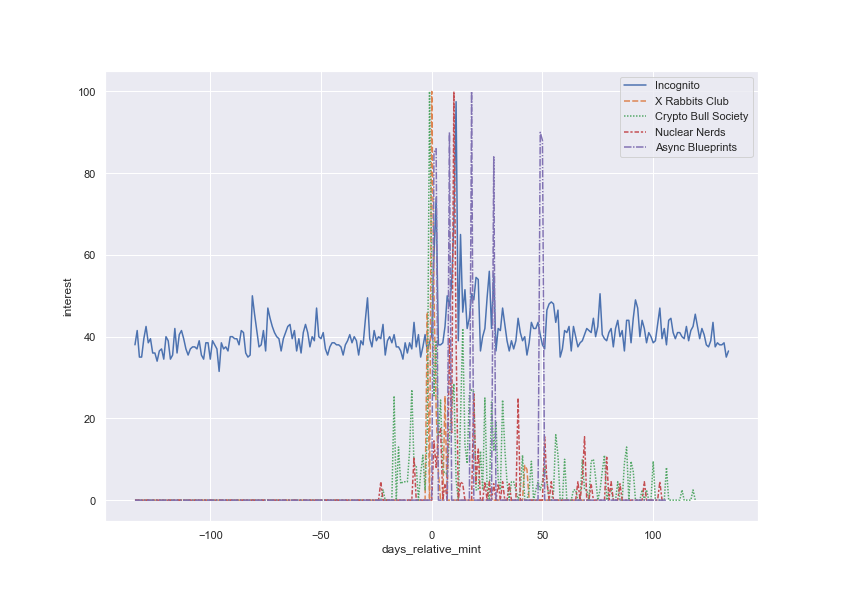 100
80
60
40
20
0
interest
−100
−50
0
50
100
days_relative_mint
Incognito
X Rabbits Club
Crypto Bull Society
Nuclear Nerds
Async Blueprints